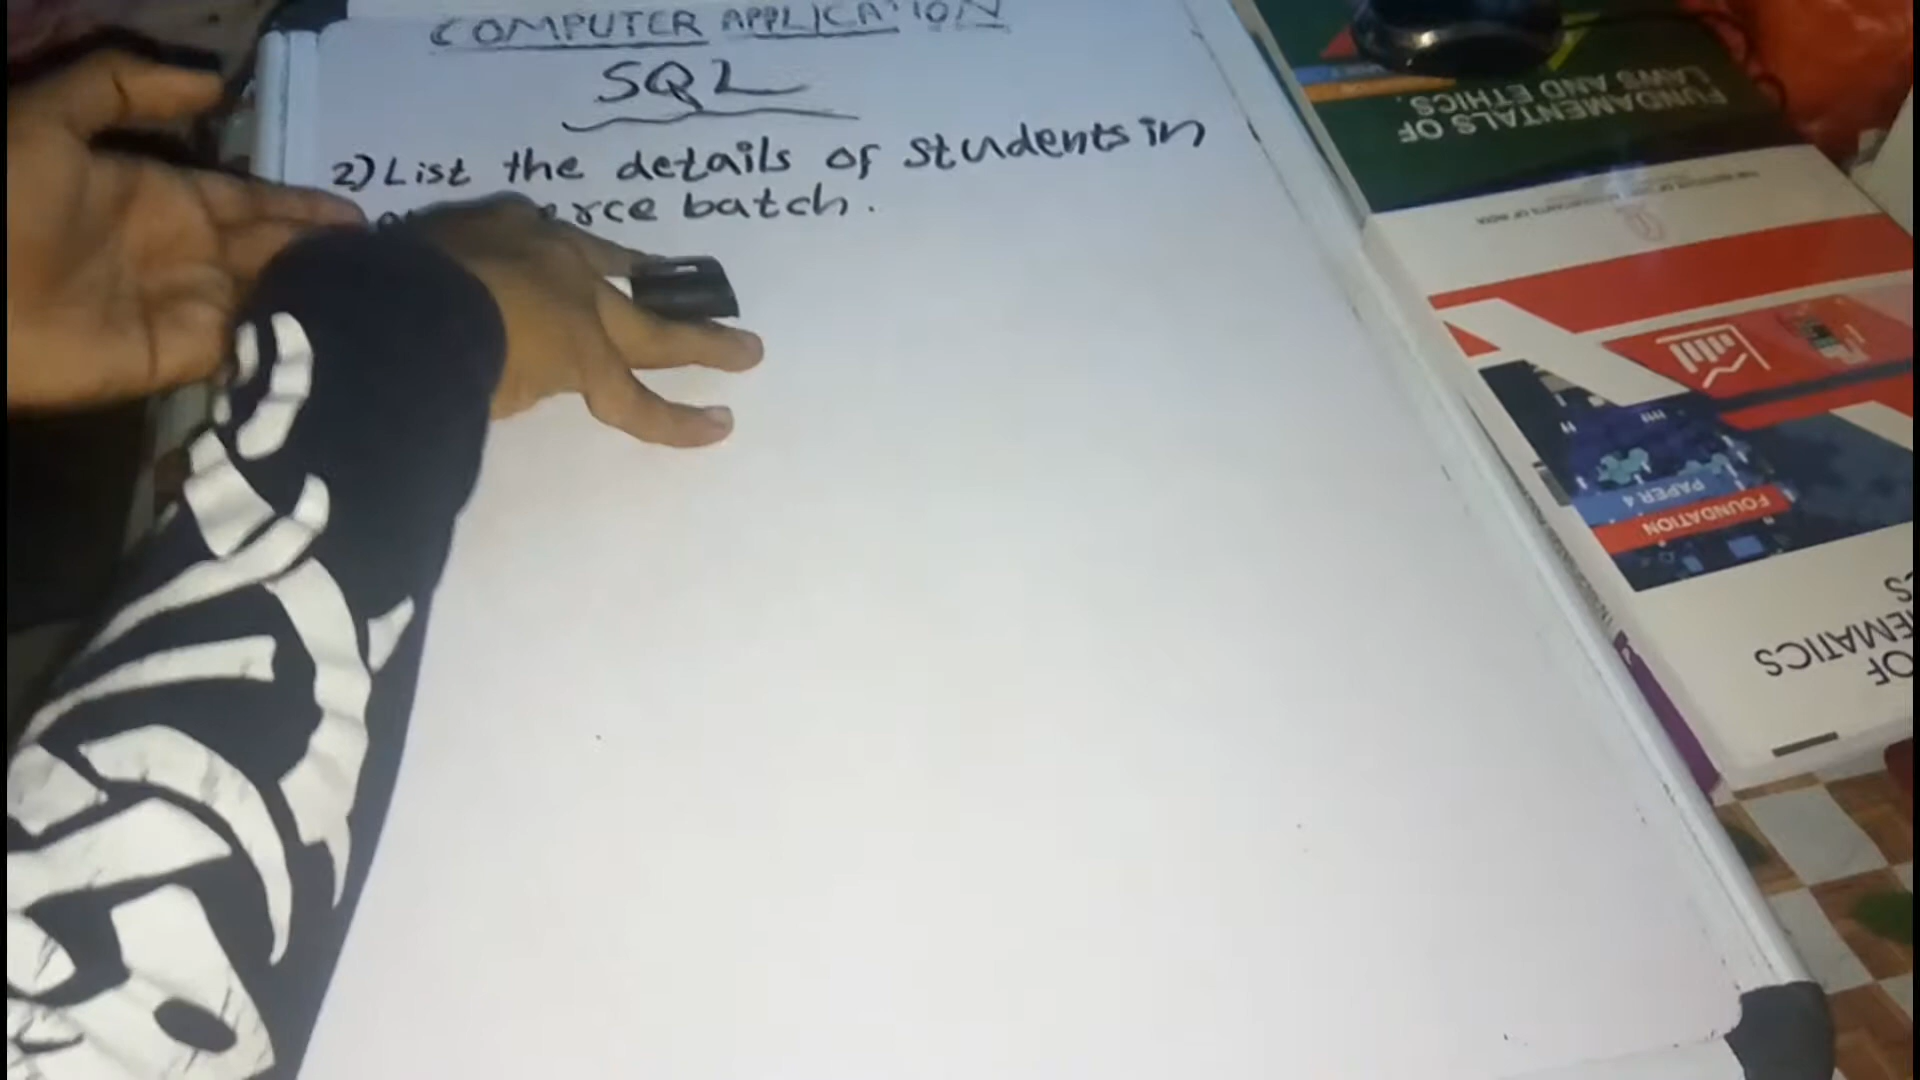 COMPUTER APPLICATION
SQL
2) List the details of students in
batch.
FUNDAMENTALS OF
LAWS AND ETHICS
FOUNDATION
PAPER 4
OF